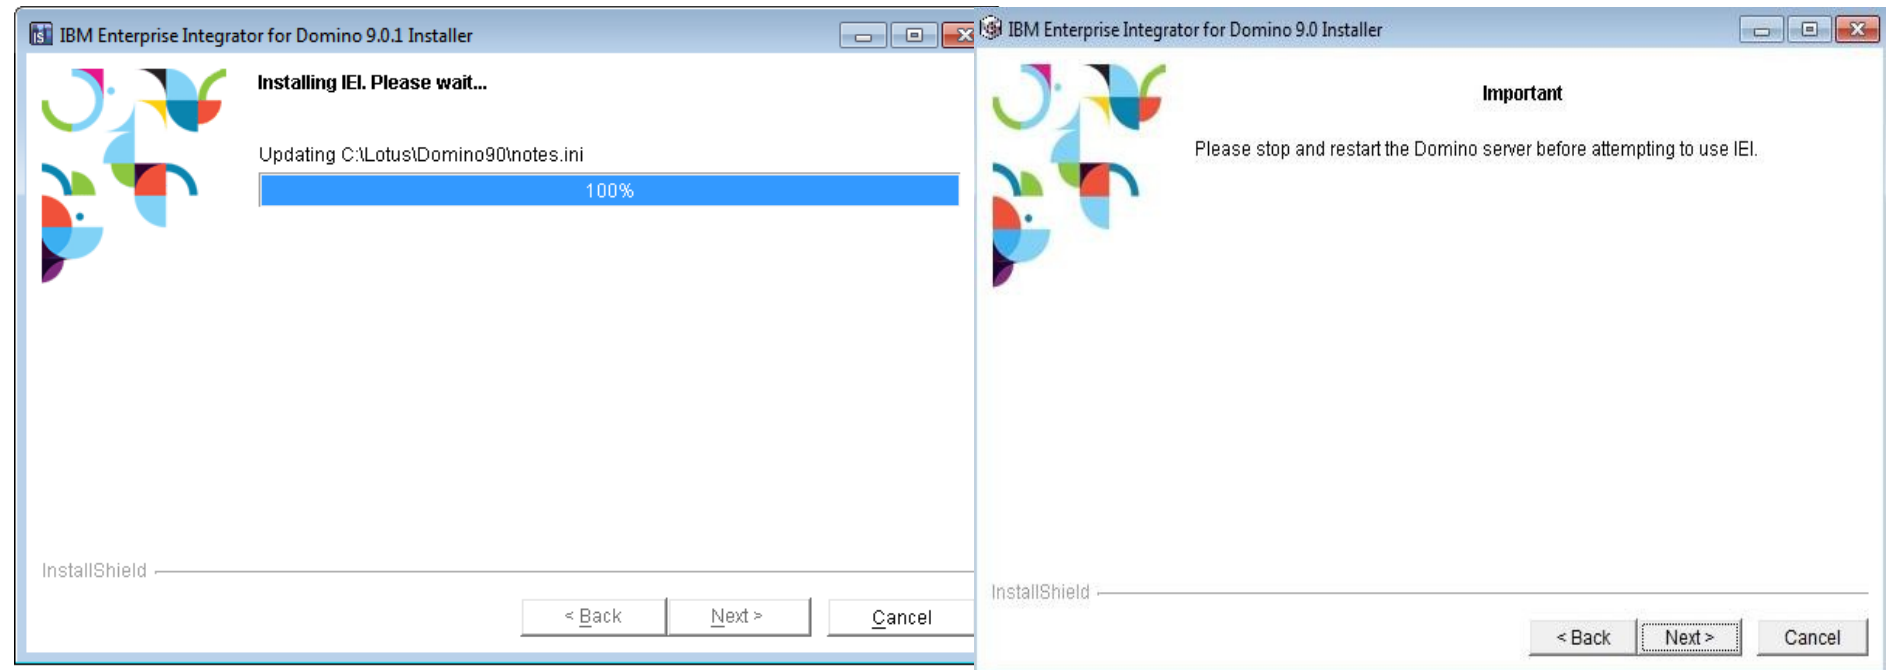 IBM Enterprise Integrator for Domino 9.0.1 Installer
Installing IEI. Please wait...
Updating C:\Lotus\Domino90\notes.ini
100%
InstallShield
< Back
Next >
Cancel
IBM Enterprise Integrator for Domino 9.0 Installer
Important
Please stop and restart the Domino server before attempting to use IEI.
InstallShield
< Back
Next >
Cancel